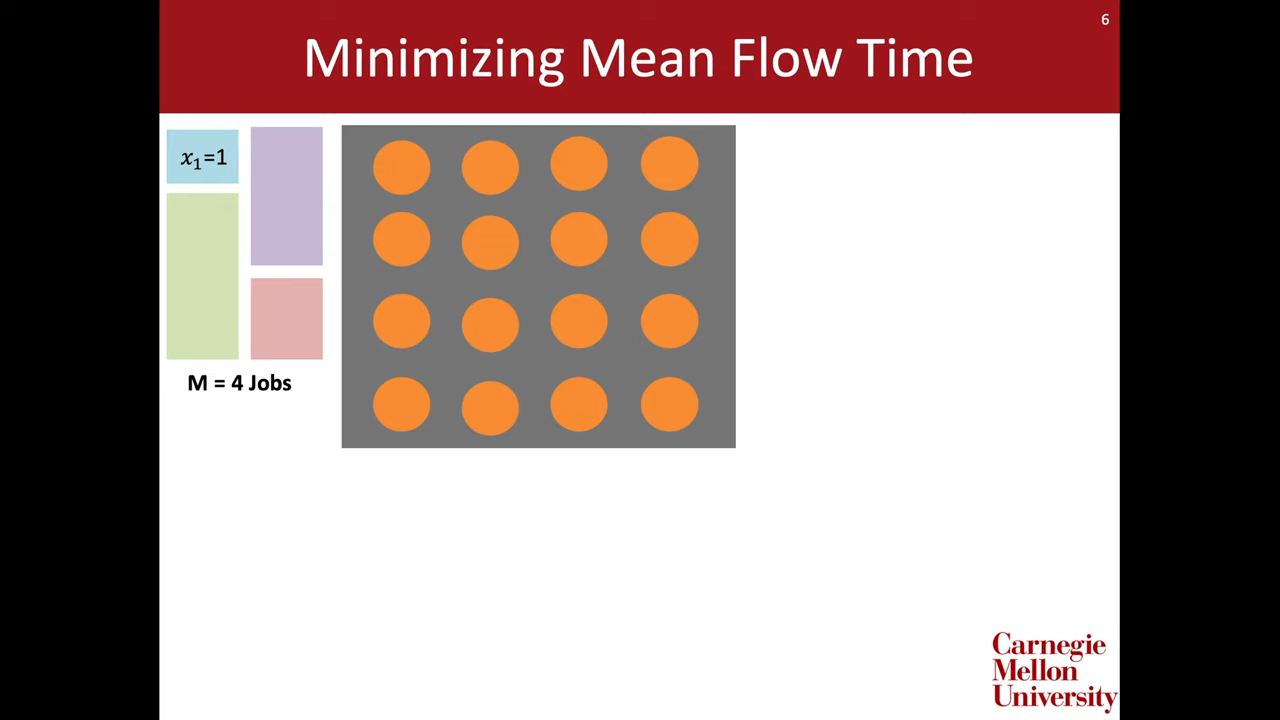 6
Minimizing Mean Flow Time
x₁=1
M = 4 Jobs
Carnegie
Mellon
University